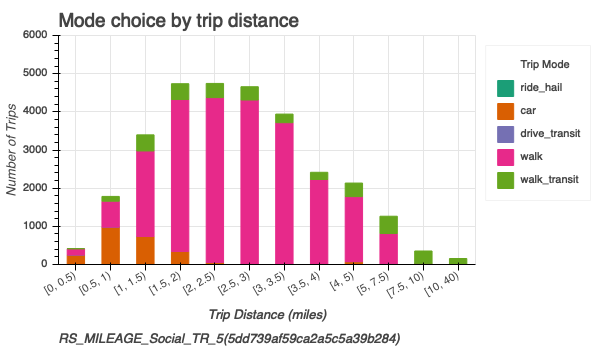 Mode choice by trip distance
6000
5000
4000
3000
2000
1000
0
Number of Trips
[0, 0.5)
[0.5, 1)
[1, 1.5)
[1.5, 2)
[2, 2.5)
[2.5, 3)
[3, 3.5)
[3.5, 4)
[4, 5)
[5, 7.5)
[7.5, 10)
[10, 40)
Trip Distance (miles)
Trip Mode
ride_hail
car
drive_transit
walk
walk_transit
RS_MILEAGE_Social_TR_5(5dd739af59ca2a5c5a39b284)